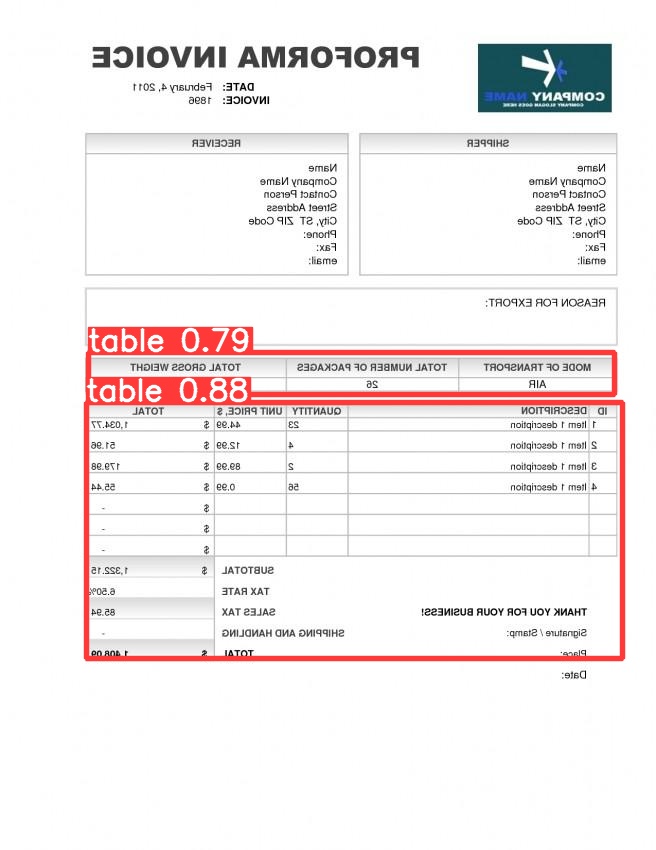 PROFORMA INVOICE
COMPANY NAME
COMPANY SLOGAN GOES HERE
DATE: February 4, 2011
INVOICE: 1896
SHIPPER
Name
Company Name
Contact Person
Street Address
City, ST ZIP Code
Phone:
Fax:
email:
RECEIVER
Name
Company Name
Contact Person
Street Address
City, ST ZIP Code
Phone:
Fax:
email:
REASON FOR EXPORT:
table 0.79
MODE OF TRANSPORT TOTAL NUMBER OF PACKAGES TOTAL GROSS WEIGHT
AIR 26
table 0.88
ID DESCRIPTION QUANTITY UNIT PRICE, $ TOTAL
1 Item 1 description 23 44.99 $ 1,034.77
2 Item 1 description 4 12.99 $ 51.96
3 Item 1 description 2 89.99 $ 179.98
4 Item 1 description 56 0.99 $ 55.44
$ -
$ -
$ -
SUBTOTAL $ 1,322.15
TAX RATE 6.50%
THANK YOU FOR YOUR BUSINESS! SALES TAX 85.94
Signature / Stamp: SHIPPING AND HANDLING -
Place: TOTAL $ 1,408.09
Date: